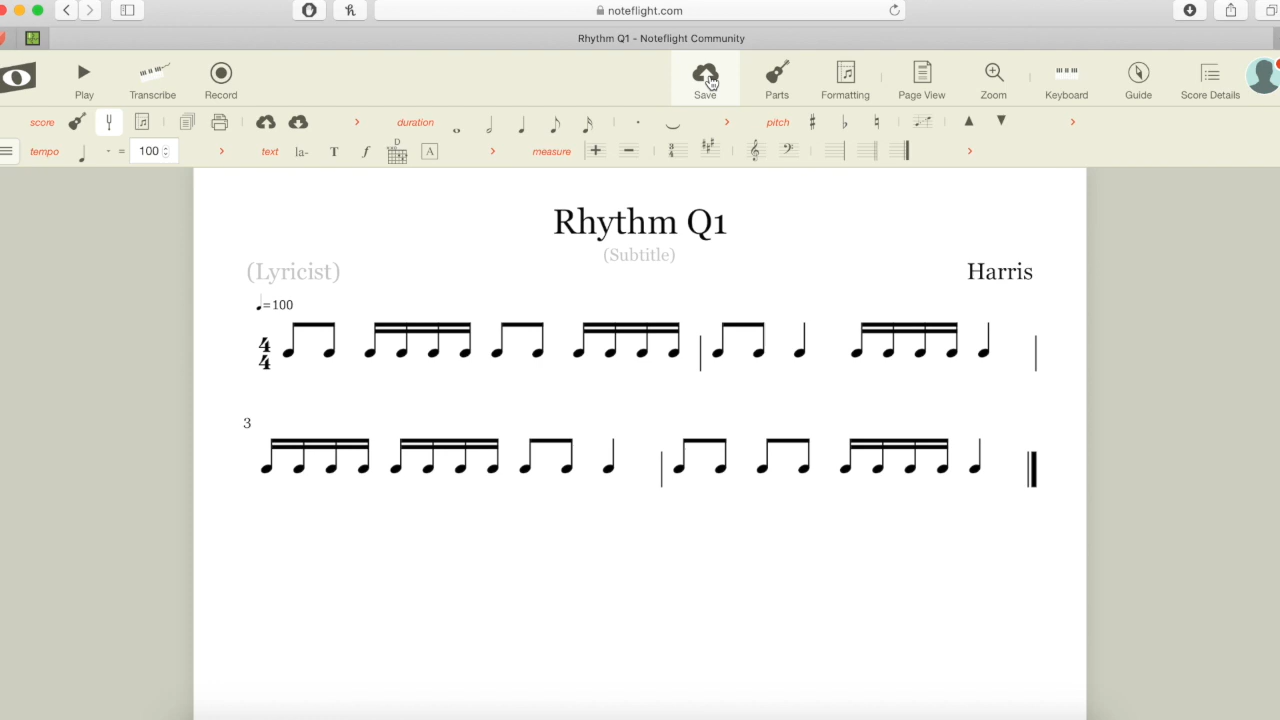 noteflight.com
Rhythm Q1 - Noteflight Community
Play Transcribe Record Save Parts Formatting Page View Zoom Keyboard Guide Score Details
score duration pitch
tempo = 100 text la- T f D A measure
Rhythm Q1
(Subtitle)
(Lyricist) Harris
=100
4
4
3